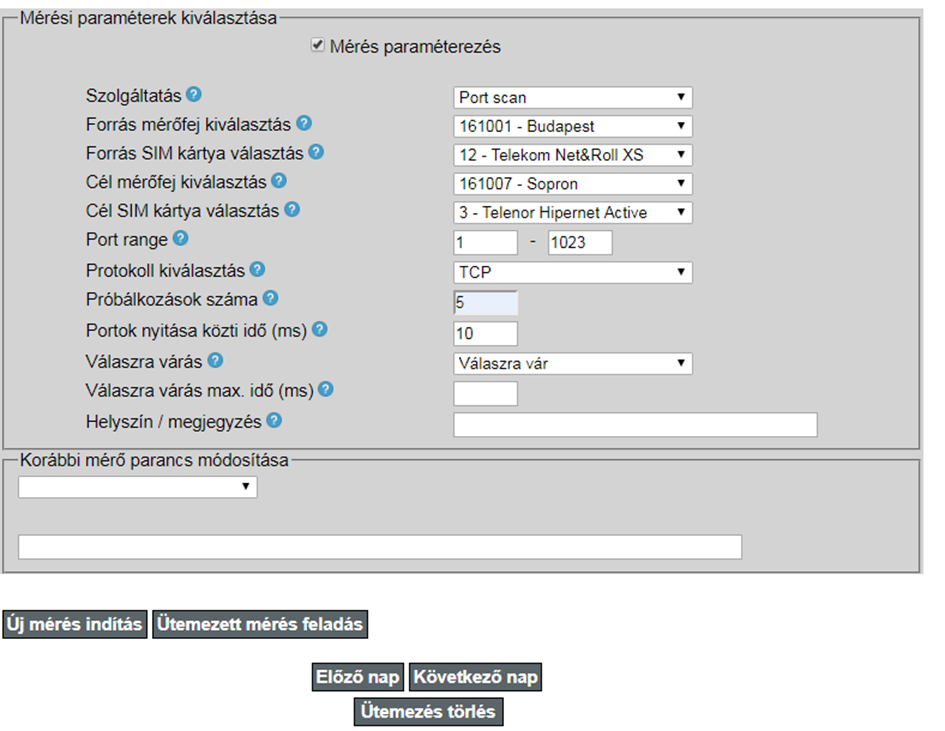 Mérési paraméterek kiválasztása
Mérés paraméterezés
Szolgáltatás ? Port scan
Forrás mérőfej kiválasztás ? 161001 - Budapest
Forrás SIM kártya választás ? 12 - Telekom Net&Roll XS
Cél mérőfej kiválasztás ? 161007 - Sopron
Cél SIM kártya választás ? 3 - Telenor Hipernet Active
Port range ? 1 - 1023
Protokoll kiválasztás ? TCP
Próbálkozások száma ? 5
Portok nyitása közti idő (ms) ? 10
Válaszra várás ? Válaszra vár
Válaszra várás max. idő (ms) ?
Helyszín / megjegyzés ?
Korábbi mérő parancs módosítása
Új mérés indítás Ütemezett mérés feladás
Előző nap Következő nap
Ütemezés törlés